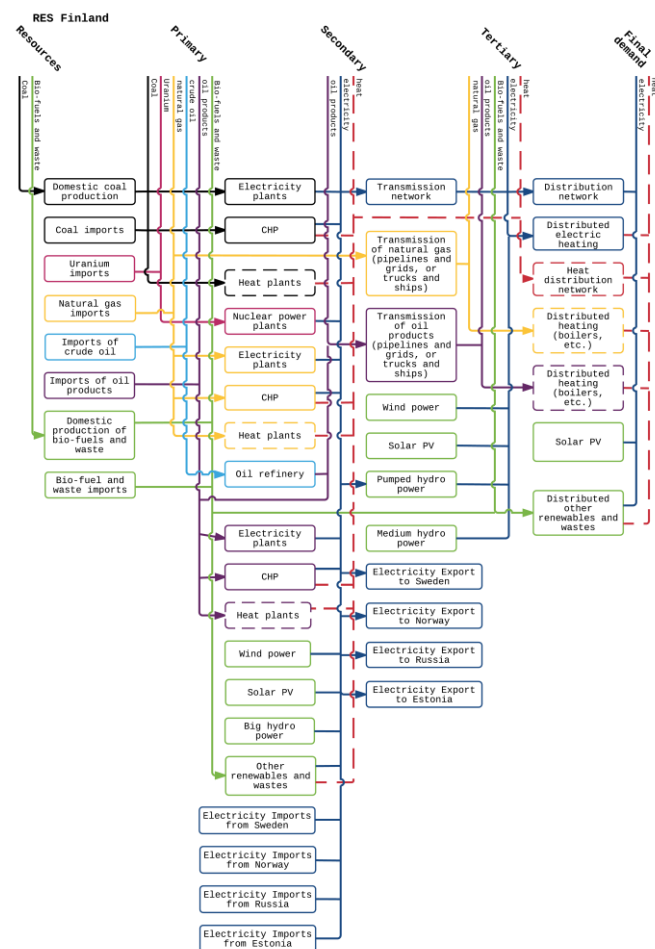 RES Finland
Resources
Primary
Secondary
Tertiary
Final
demand
Coal
Bio-fuels and waste
Coal
Uranium
natural gas
crude oil
oil products
Bio-fuels and waste
oil products
electricity
heat
natural gas
oil products
Bio-fuels and waste
electricity
heat
electricity
heat
Domestic coal
production
Coal imports
Uranium
imports
Natural gas
imports
Imports of
crude oil
Imports of oil
products
Domestic
production of
bio-fuels and
waste
Bio-fuel and
waste imports
Electricity
plants
CHP
Heat plants
Nuclear power
plants
Electricity
plants
CHP
Heat plants
Oil refinery
Electricity
plants
CHP
Heat plants
Wind power
Solar PV
Big hydro
power
Other
renewables and
wastes
Electricity Imports
from Sweden
Electricity Imports
from Norway
Electricity Imports
from Russia
Electricity Imports
from Estonia
Transmission
network
Transmission
of natural gas
(pipelines and
grids, or
trucks and
ships)
Transmission
of oil
products
(pipelines and
grids, or
trucks and
ships)
Wind power
Solar PV
Pumped hydro
power
Medium hydro
power
Electricity Export
to Sweden
Electricity Export
to Norway
Electricity Export
to Russia
Electricity Export
to Estonia
Distribution
network
Distributed
electric
heating
Heat
distribution
network
Distributed
heating
(boilers,
etc.)
Distributed
heating
(boilers,
etc.)
Solar PV
Distributed
other
renewables and
wastes